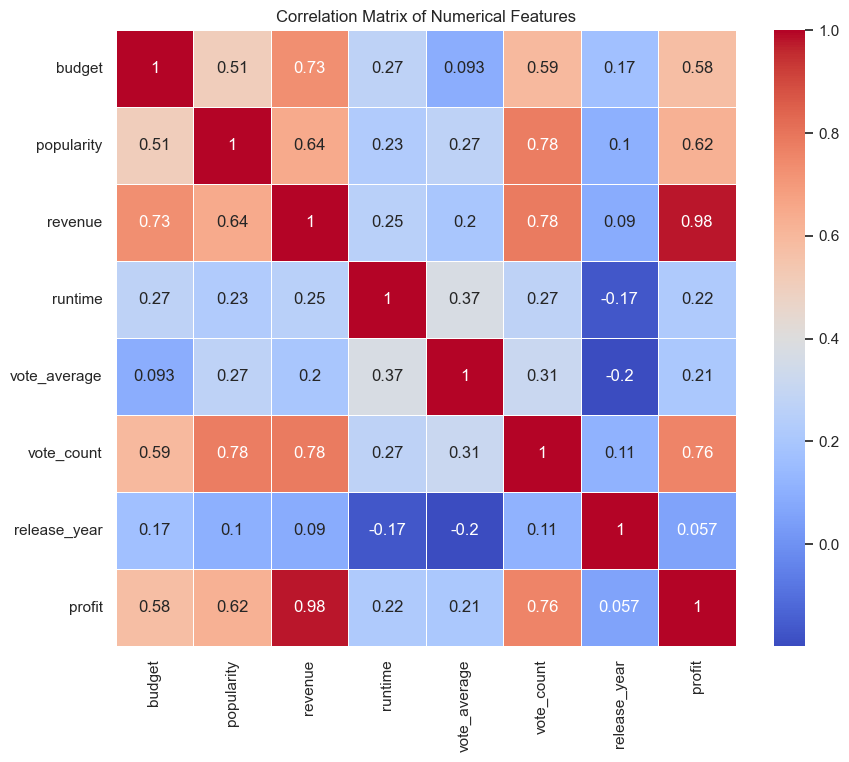 Correlation Matrix of Numerical Features
budget 1 0.51 0.73 0.27 0.093 0.59 0.17 0.58
popularity 0.51 1 0.64 0.23 0.27 0.78 0.1 0.62
revenue 0.73 0.64 1 0.25 0.2 0.78 0.09 0.98
runtime 0.27 0.23 0.25 1 0.37 0.27 -0.17 0.22
vote_average 0.093 0.27 0.2 0.37 1 0.31 -0.2 0.21
vote_count 0.59 0.78 0.78 0.27 0.31 1 0.11 0.76
release_year 0.17 0.1 0.09 -0.17 -0.2 0.11 1 0.057
profit 0.58 0.62 0.98 0.22 0.21 0.76 0.057 1
budget
popularity
revenue
runtime
vote_average
vote_count
release_year
profit
1.0
0.8
0.6
0.4
0.2
0.0